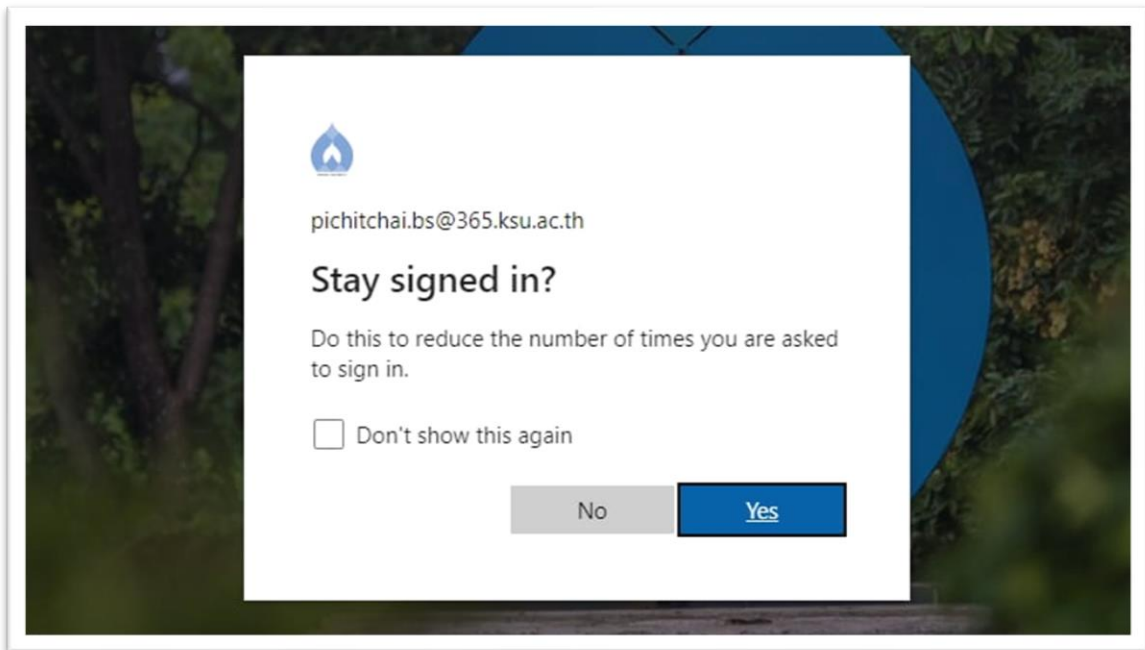 pichitchai.bs@365.ksu.ac.th
Stay signed in?
Do this to reduce the number of times you are asked
to sign in.
Don't show this again
No
Yes